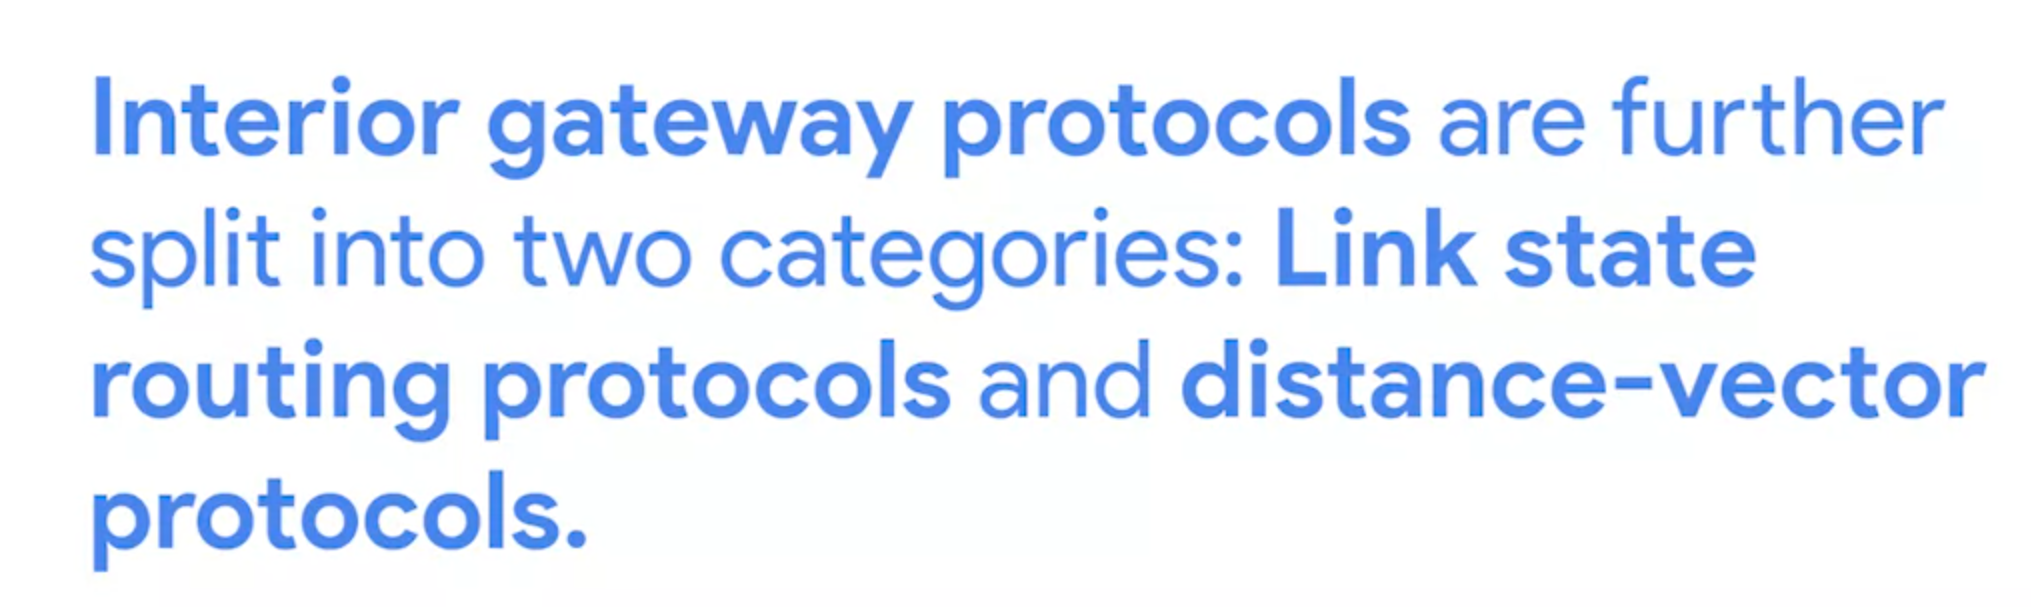 Interior gateway protocols are further
split into two categories: Link state
routing protocols and distance-vector
protocols.